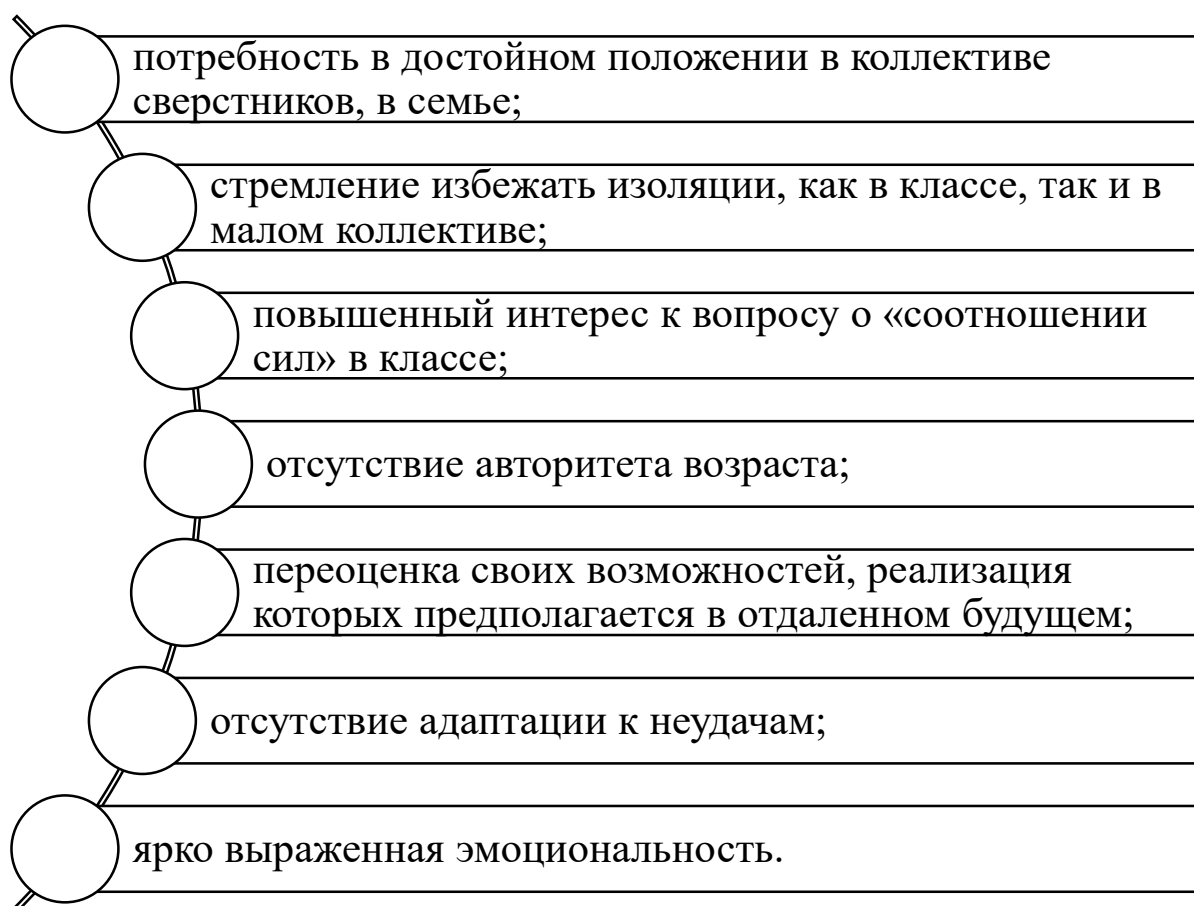 потребность в достойном положении в коллективе
сверстников, в семье;
стремление избежать изоляции, как в классе, так и в
малом коллективе;
повышенный интерес к вопросу о «соотношении
сил» в классе;
отсутствие авторитета возраста;
переоценка своих возможностей, реализация
которых предполагается в отдаленном будущем;
отсутствие адаптации к неудачам;
ярко выраженная эмоциональность.